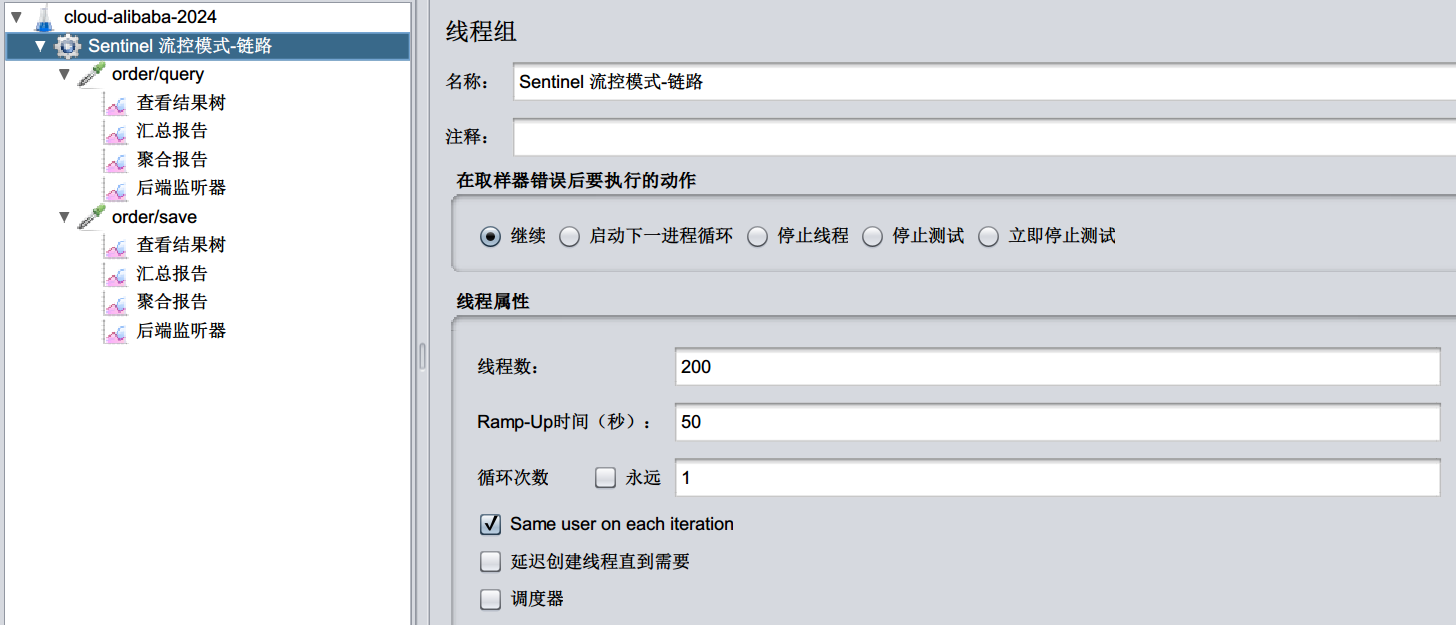 cloud-alibaba-2024
Sentinel 流控模式-链路
order/query
查看结果树
汇总报告
聚合报告
后端监听器
order/save
查看结果树
汇总报告
聚合报告
后端监听器
线程组
名称: Sentinel 流控模式-链路
注释:
在取样器错误后要执行的动作
继续 启动下一进程循环 停止线程 停止测试 立即停止测试
线程属性
线程数: 200
Ramp-Up时间（秒）: 50
循环次数 永远 1
Same user on each iteration
延迟创建线程直到需要
调度器